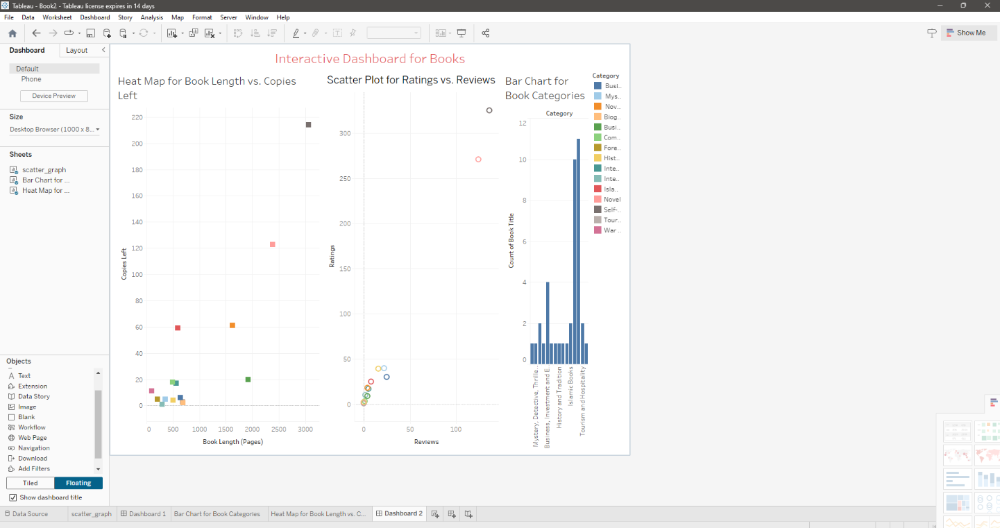 Tableau - Book2 - Tableau license expires in 14 days
File Data Worksheet Dashboard Story Analysis Map Format Server Window Help
Show Me
Dashboard Layout
Default
Phone
Device Preview
Size
Desktop Browser (1000 x 8...
Sheets
scatter_graph
Bar Chart for ...
Heat Map for ...
Objects
Text
Extension
Data Story
Image
Blank
Workflow
Web Page
Navigation
Download
Add Filters
Tiled Floating
Show dashboard title
Interactive Dashboard for Books
Heat Map for Book Length vs. Copies
Left
220
200
180
160
140
120
100
80
60
40
20
0
Copies Left
0 500 1000 1500 2000 2500 3000
Book Length (Pages)
Scatter Plot for Ratings vs. Reviews
300
250
200
150
100
50
0
Ratings
0 50 100
Reviews
Bar Chart for
Book Categories
Category
12
10
8
6
4
2
0
Count of Book Title
Mystery, Detective, Thrille..
Business, Investment and E..
History and Tradition
Islamic Books
Tourism and Hospitality
Category
Busi..
Mys..
Nov..
Biog..
Busi..
Com..
Fore..
Hist..
Inte..
Inte..
Isla..
Novel
Self-..
Tour..
War ..
Data Source scatter_graph Dashboard 1 Bar Chart for Book Categories Heat Map for Book Length vs. C... Dashboard 2